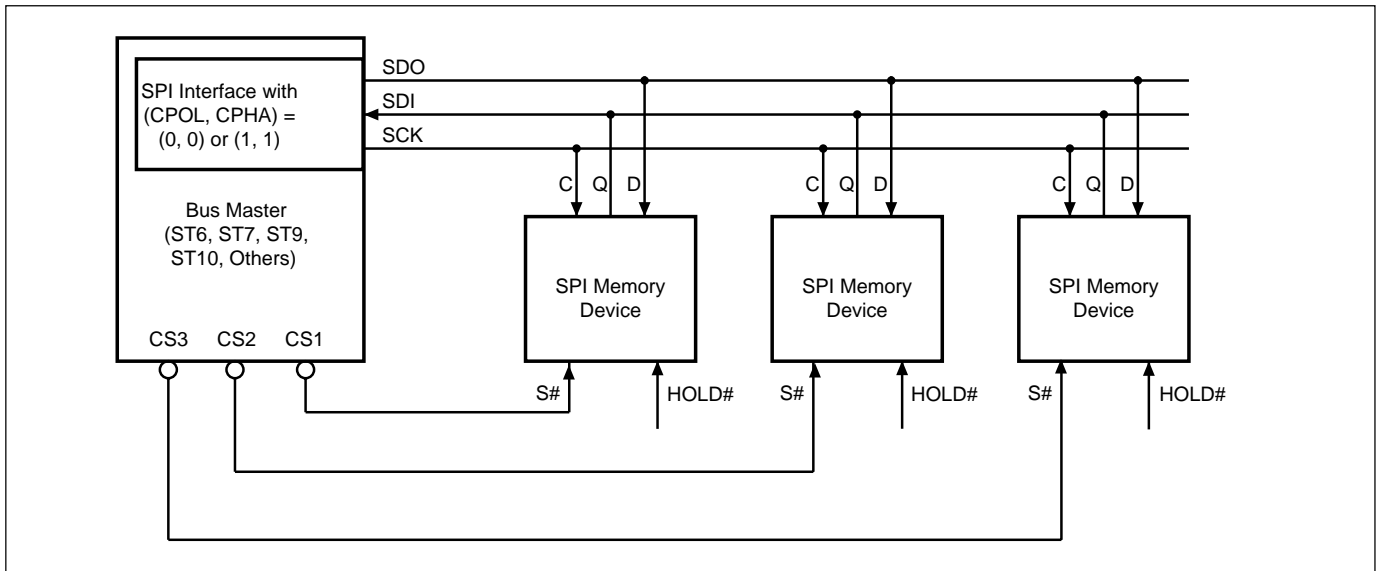 SDO
SDI
SCK
SPI Interface with
(CPOL, CPHA) =
(0, 0) or (1, 1)
Bus Master
(ST6, ST7, ST9,
ST10, Others)
CS3 CS2 CS1
C Q D
C Q D
C Q D
SPI Memory
Device
SPI Memory
Device
SPI Memory
Device
S# HOLD#
S# HOLD#
S# HOLD#